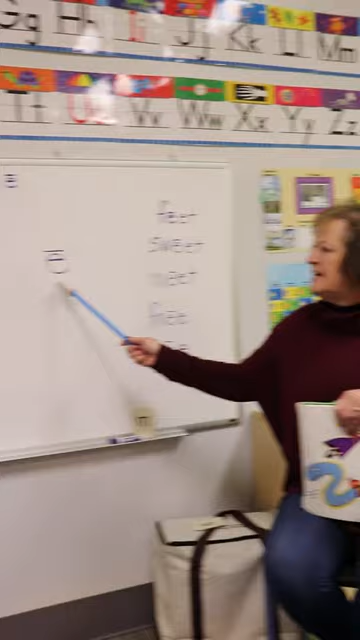 Gg Hh Ii Jj Kk Ll Mm
Tt Uu Vv Ww Xx Yy Zz
ē
feet
sweet
meet
free